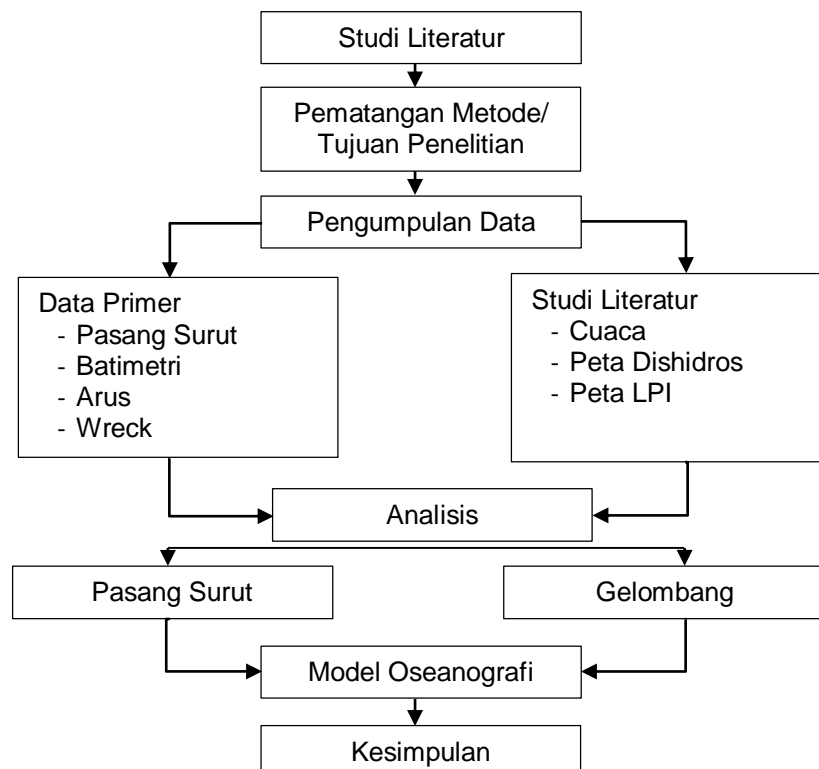 Studi Literatur
Pematangan Metode/
Tujuan Penelitian
Pengumpulan Data
Data Primer
- Pasang Surut
- Batimetri
- Arus
- Wreck
Studi Literatur
- Cuaca
- Peta Dishidros
- Peta LPI
Analisis
Pasang Surut
Gelombang
Model Oseanografi
Kesimpulan